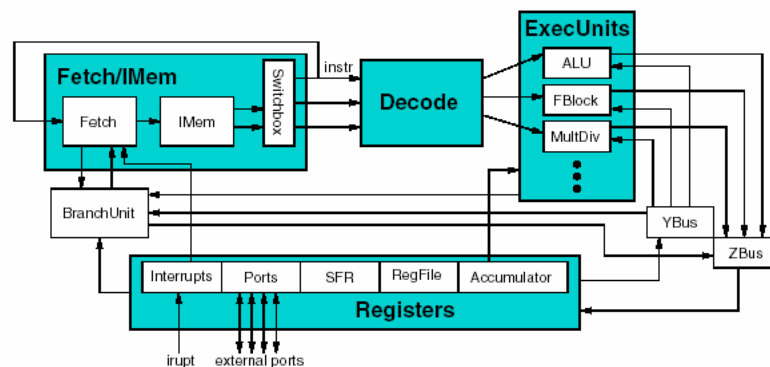 ExecUnits
instr
ALU
Fetch/IMem
Switchbox
Decode
FBlock
Fetch
IMem
MultDiv
BranchUnit
YBus
ZBus
Interrupts
Ports
SFR
RegFile
Accumulator
Registers
irupt
external ports